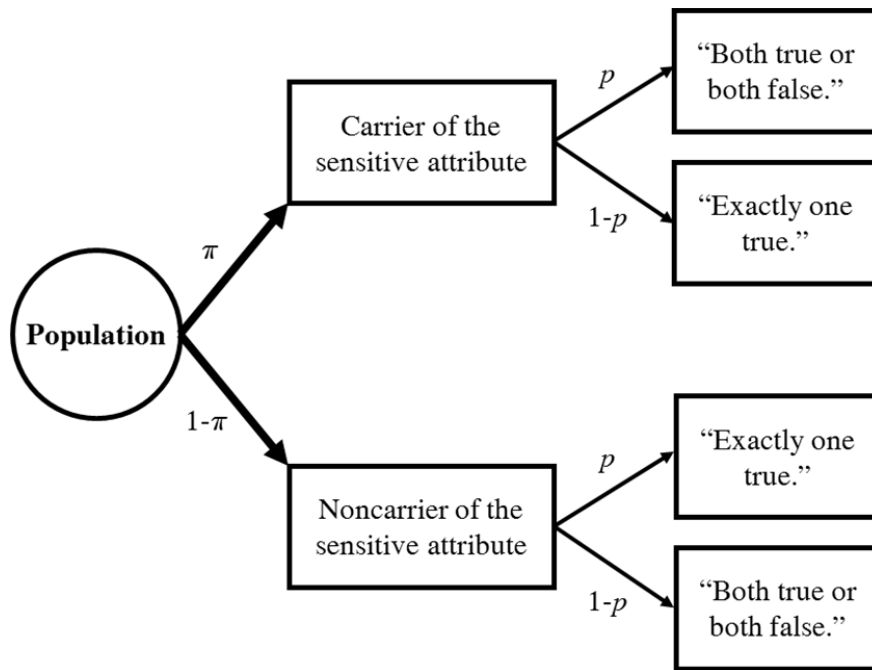 Population
π
1-π
Carrier of the
sensitive attribute
p
1-p
“Both true or
both false.”
“Exactly one
true.”
Noncarrier of the
sensitive attribute
p
1-p
“Exactly one
true.”
“Both true or
both false.”